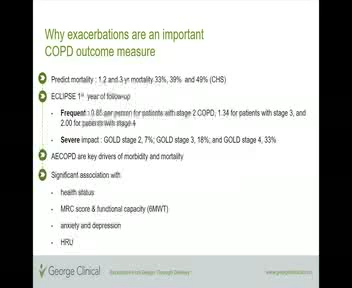 Why exacerbations are an important
COPD outcome measure
Predict mortality : 1,2 and 3 yr mortality 33%, 39% and 49% (CHS)
ECLIPSE 1st year of follow-up
- Frequent : 0.85 per person for patients with stage 2 COPD, 1.34 for patients with stage 3, and
2.00 for patients with stage 4
- Severe impact : GOLD stage 2, 7%; GOLD stage 3, 18%; and GOLD stage 4, 33%
AECOPD are key drivers of morbidity and mortality
Significant association with
- health status
- MRC score & functional capacity (6MWT)
- anxiety and depression
- HRU
George Clinical
Through